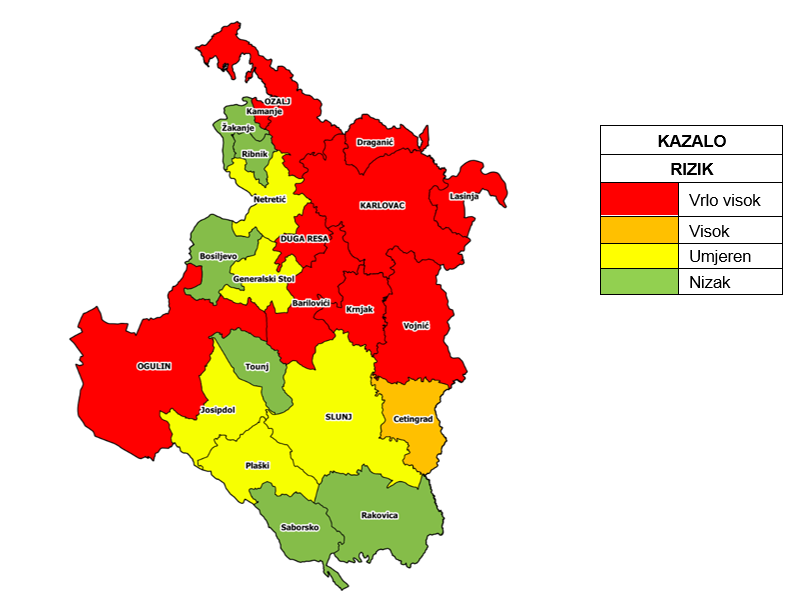 OZALJ
Kamanje
Žakanje
Ribnik
Draganić
Netretić
KARLOVAC
Lasinja
DUGA RESA
Bosiljevo
Generalski Stol
Barilovići
Krnjak
Vojnić
OGULIN
Tounj
Josipdol
SLUNJ
Cetingrad
Plaški
Saborsko
Rakovica
KAZALO
RIZIK
Vrlo visok
Visok
Umjeren
Nizak